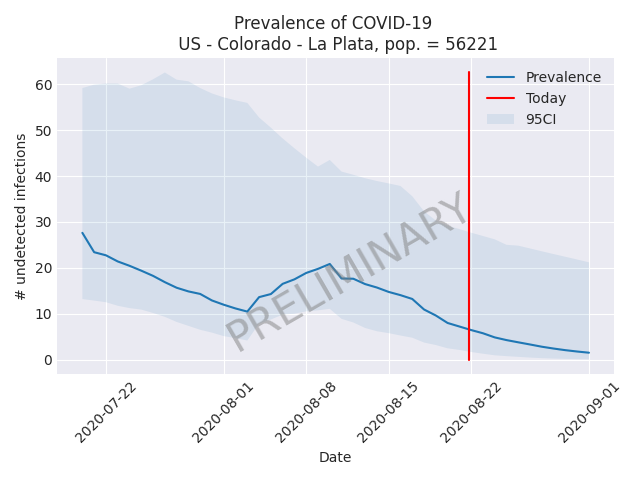 Prevalence of COVID-19
US - Colorado - La Plata, pop. = 56221
Prevalence
Today
95CI
PRELIMINARY
# undetected infections
60
50
40
30
20
10
0
2020-07-22
2020-08-01
2020-08-08
2020-08-15
2020-08-22
2020-09-01
Date